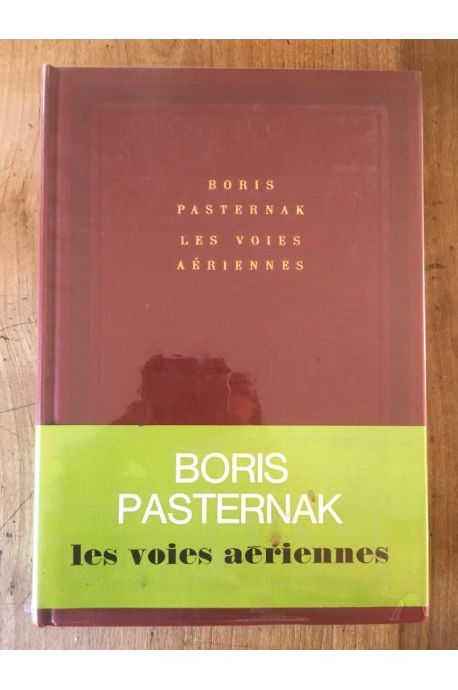 BORIS
PASTERNAK
LES VOIES
AÉRIENNES
BORIS
PASTERNAK
les voies aériennes